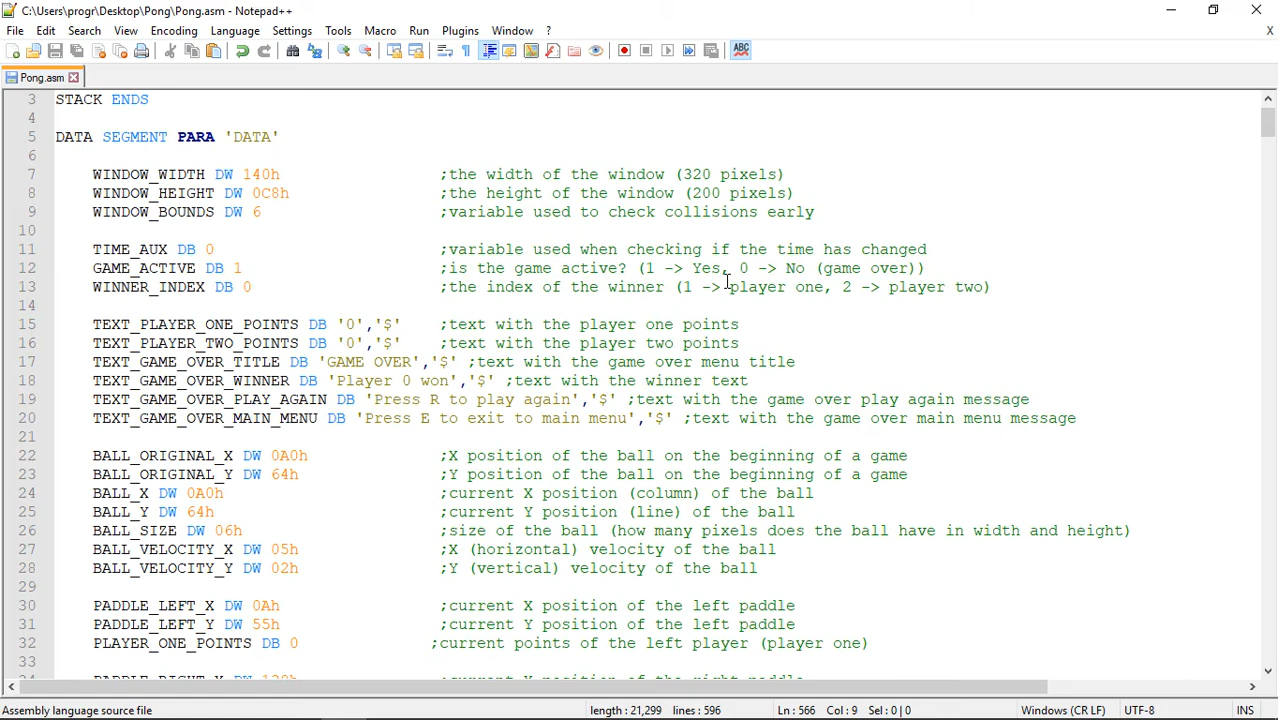 C:\Users\progr\Desktop\Pong\Pong.asm - Notepad++
File Edit Search View Encoding Language Settings Tools Macro Run Plugins Window ? X
ABC
Pong.asm
3 STACK ENDS
4
5 DATA SEGMENT PARA 'DATA'
6
7 WINDOW_WIDTH DW 140h ;the width of the window (320 pixels)
8 WINDOW_HEIGHT DW 0C8h ;the height of the window (200 pixels)
9 WINDOW_BOUNDS DW 6 ;variable used to check collisions early
10
11 TIME_AUX DB 0 ;variable used when checking if the time has changed
12 GAME_ACTIVE DB 1 ;is the game active? (1 -> Yes, 0 -> No (game over))
13 WINNER_INDEX DB 0 ;the index of the winner (1 -> player one, 2 -> player two)
14
15 TEXT_PLAYER_ONE_POINTS DB '0','$' ;text with the player one points
16 TEXT_PLAYER_TWO_POINTS DB '0','$' ;text with the player two points
17 TEXT_GAME_OVER_TITLE DB 'GAME OVER','$' ;text with the game over menu title
18 TEXT_GAME_OVER_WINNER DB 'Player 0 won','$' ;text with the winner text
19 TEXT_GAME_OVER_PLAY_AGAIN DB 'Press R to play again','$' ;text with the game over play again message
20 TEXT_GAME_OVER_MAIN_MENU DB 'Press E to exit to main menu','$' ;text with the game over main menu message
21
22 BALL_ORIGINAL_X DW 0A0h ;X position of the ball on the beginning of a game
23 BALL_ORIGINAL_Y DW 64h ;Y position of the ball on the beginning of a game
24 BALL_X DW 0A0h ;current X position (column) of the ball
25 BALL_Y DW 64h ;current Y position (line) of the ball
26 BALL_SIZE DW 06h ;size of the ball (how many pixels does the ball have in width and height)
27 BALL_VELOCITY_X DW 05h ;X (horizontal) velocity of the ball
28 BALL_VELOCITY_Y DW 02h ;Y (vertical) velocity of the ball
29
30 PADDLE_LEFT_X DW 0Ah ;current X position of the left paddle
31 PADDLE_LEFT_Y DW 55h ;current Y position of the left paddle
32 PLAYER_ONE_POINTS DB 0 ;current points of the left player (player one)
33
Assembly language source file length : 21,299 lines : 596 Ln : 566 Col : 9 Sel : 0 | 0 Windows (CR LF) UTF-8 INS